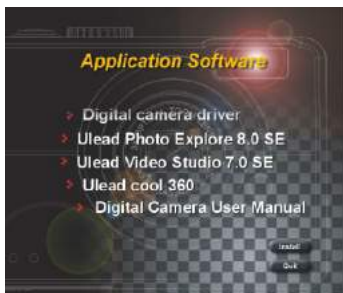 Application Software
Digital camera driver
Ulead Photo Explore 8.0 SE
Ulead Video Studio 7.0 SE
Ulead cool 360
Digital Camera User Manual
Install
Quit